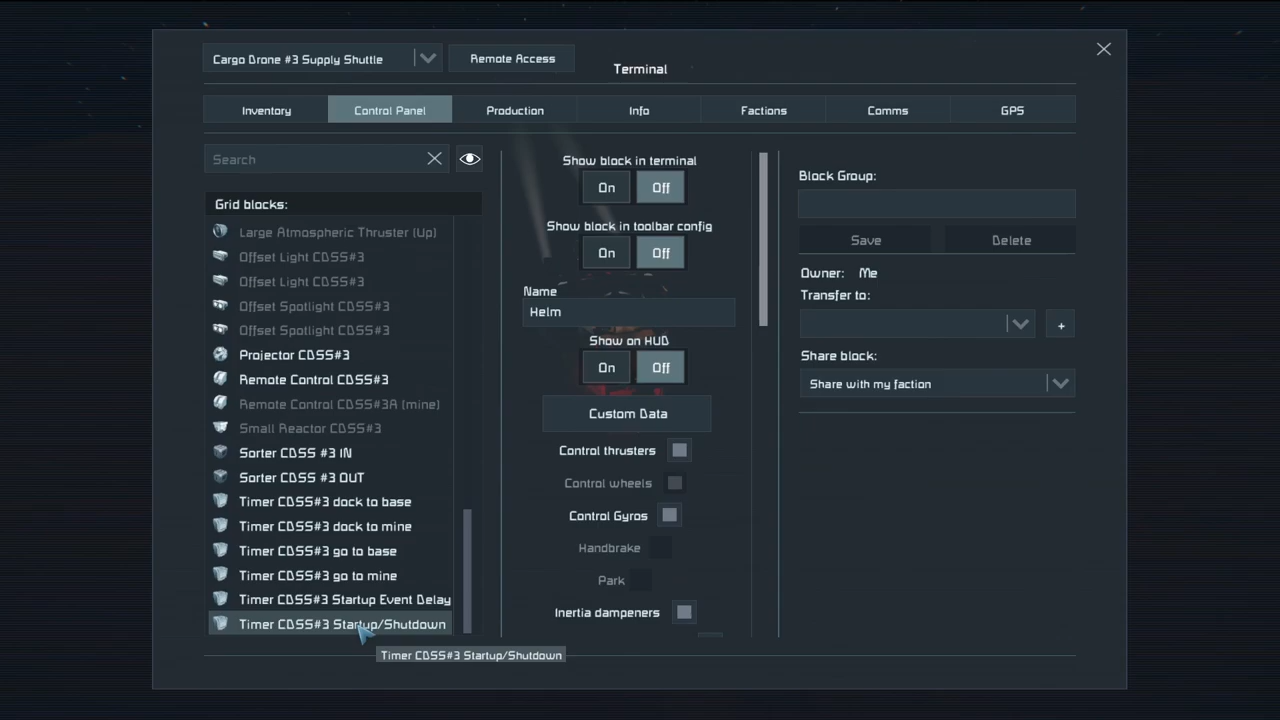 Cargo Drone #3 Supply Shuttle
Remote Access
Terminal
Inventory
Control Panel
Production
Info
Factions
Comms
GPS
Search
Grid blocks:
Large Atmospheric Thruster (Up)
Offset Light CDSS#3
Offset Light CDSS#3
Offset Spotlight CDSS#3
Offset Spotlight CDSS#3
Projector CDSS#3
Remote Control CDSS#3
Remote Control CDSS#3A (mine)
Small Reactor CDSS#3
Sorter CDSS #3 IN
Sorter CDSS #3 OUT
Timer CDSS#3 dock to base
Timer CDSS#3 dock to mine
Timer CDSS#3 go to base
Timer CDSS#3 go to mine
Timer CDSS#3 Startup Event Delay
Timer CDSS#3 Startup/Shutdown
Timer CDSS#3 Startup/Shutdown
Show block in terminal
On Off
Show block in toolbar config
On Off
Name
Helm
Show on HUD
On Off
Custom Data
Control thrusters
Control wheels
Control Gyros
Handbrake
Park
Inertia dampeners
Block Group:
Save
Delete
Owner: Me
Transfer to:
+
Share block:
Share with my faction